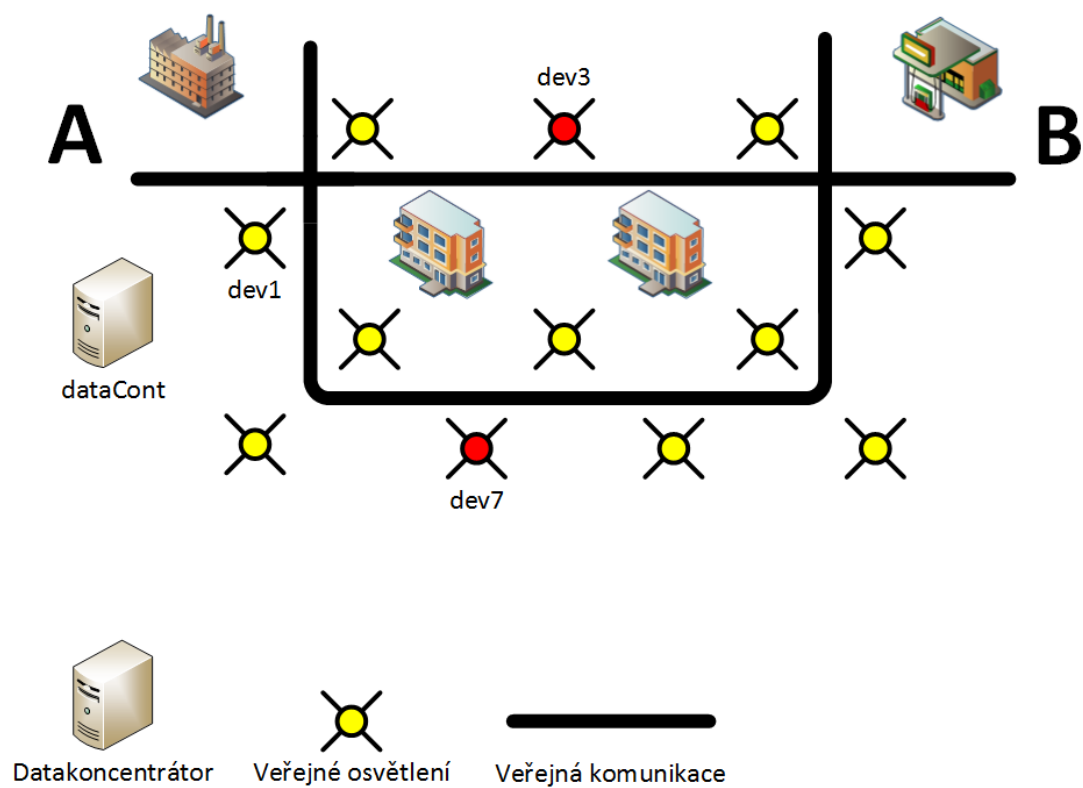 dev3
A
B
dev1
dataCont
dev7
Datakoncentrátor
Veřejné osvětlení
Veřejná komunikace